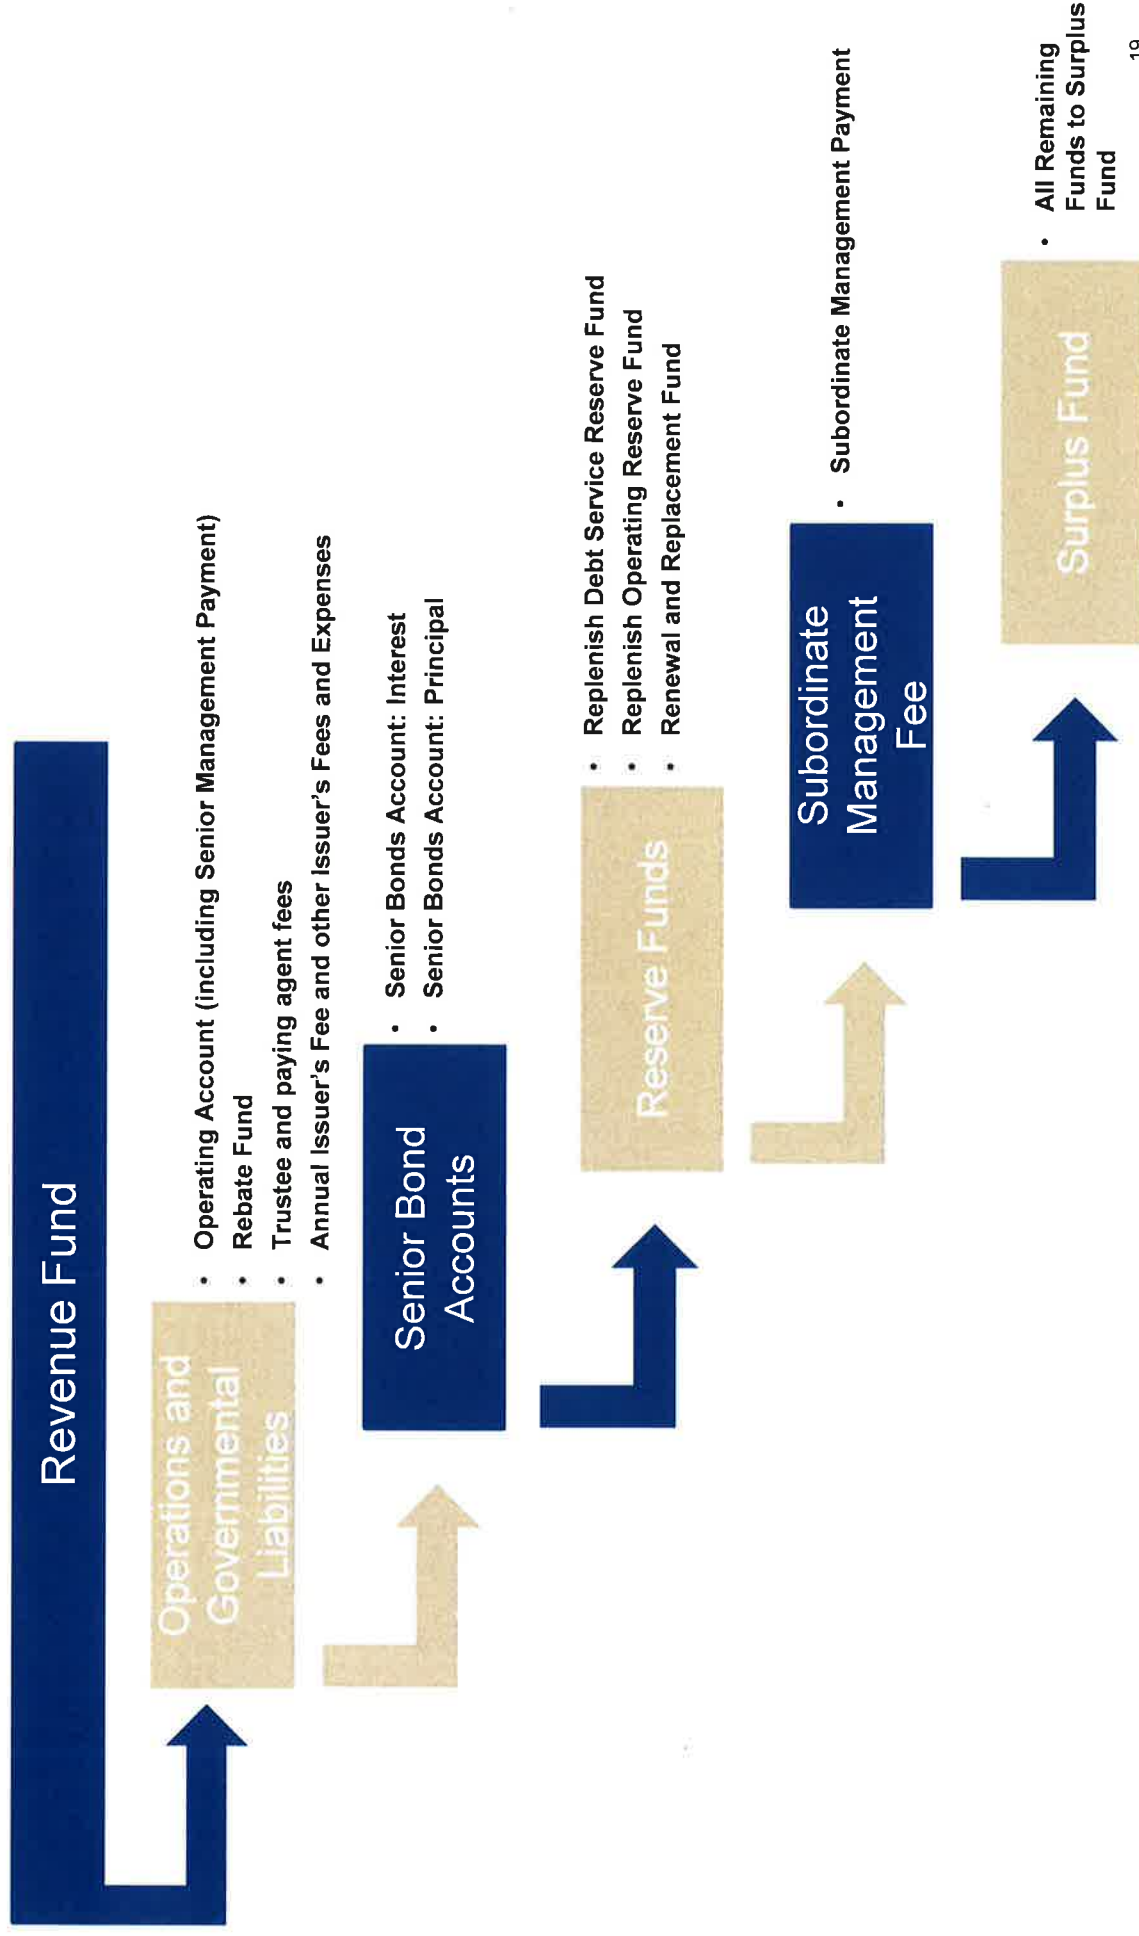 Revenue Fund
Operations and
Governmental
Liabilities
• Operating Account (including Senior Management Payment)
• Rebate Fund
• Trustee and paying agent fees
• Annual Issuer's Fee and other Issuer's Fees and Expenses
Senior Bond
Accounts
• Senior Bonds Account: Interest
• Senior Bonds Account: Principal
Reserve Funds
• Replenish Debt Service Reserve Fund
• Replenish Operating Reserve Fund
• Renewal and Replacement Fund
Subordinate
Management
Fee
• Subordinate Management Payment
Surplus Fund
• All Remaining
Funds to Surplus
Fund
19